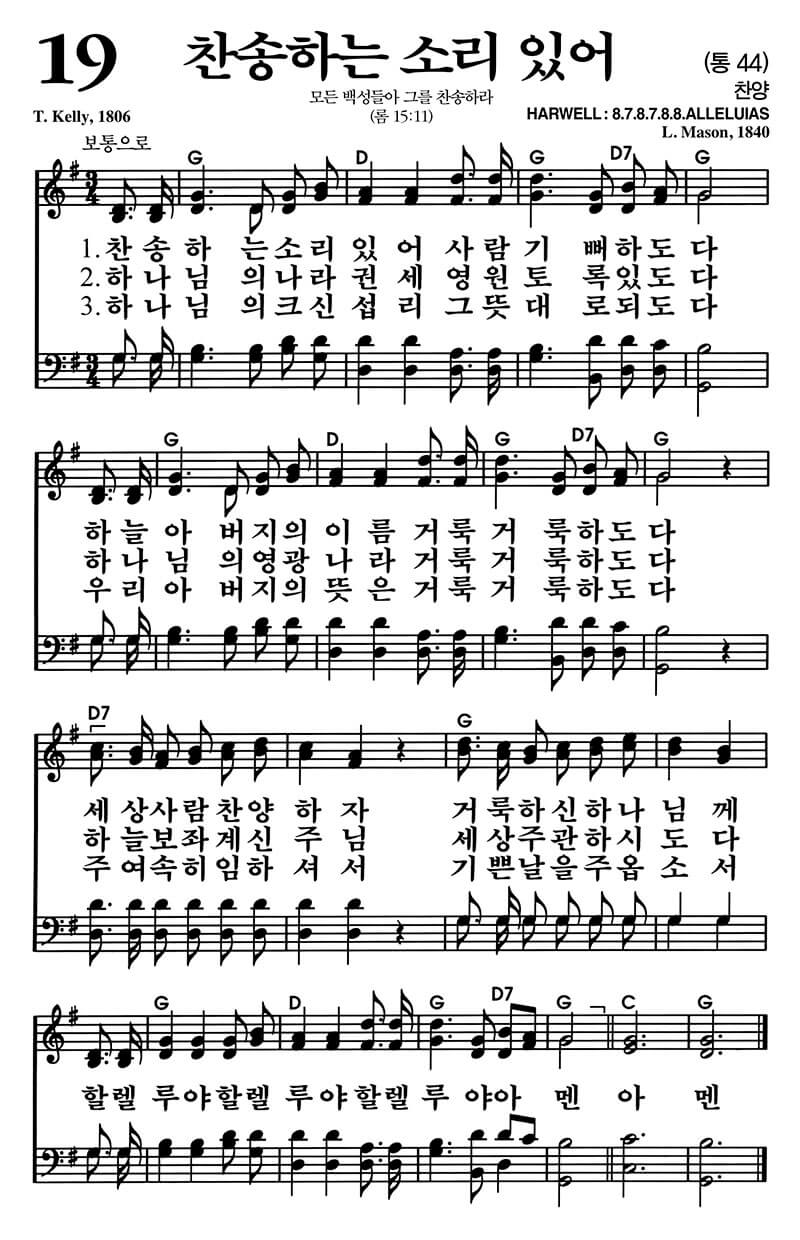 19 찬송하는 소리 있어 (통 44)
모든 백성들아 그를 찬송하라 찬양
T. Kelly, 1806 (롬 15:11) HARWELL : 8.7.8.7.8.8.ALLELUIAS
L. Mason, 1840
보통으로
G D G D7 G
1. 찬 송 하 는 소 리 있 어 사 람 기 뻐 하 도 다
2. 하 나 님 의 나 라 권 세 영 원 토 록 있 도 다
3. 하 나 님 의 크 신 섭 리 그 뜻 대 로 되 도 다
G D G D7 G
하 늘 아 버 지 의 이 름 거 룩 거 룩 하 도 다
하 나 님 의 영 광 나 라 거 룩 거 룩 하 도 다
우 리 아 버 지 의 뜻 은 거 룩 거 룩 하 도 다
D7 G
세 상 사 람 찬 양 하 자 거 룩 하 신 하 나 님 께
하 늘 보 좌 계 신 주 님 세 상 주 관 하 시 도 다
주 여 속 히 임 하 셔 서 기 쁜 날 을 주 옵 소 서
G D G D7 G C G
할 렐 루 야 할 렐 루 야 할 렐 루 야 아 멘 아 멘